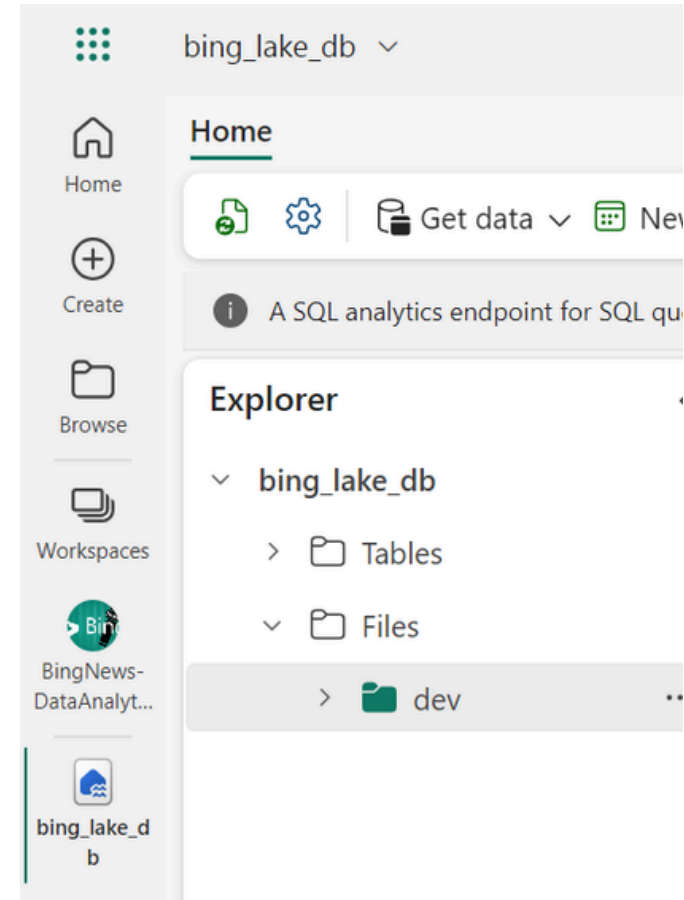 bing_lake_db
Home
Home
Get data
Create
A SQL analytics endpoint for SQL
Browse
Explorer
bing_lake_db
Workspaces
Tables
Files
BingNews-
DataAnalyt...
dev
bing_lake_d
b